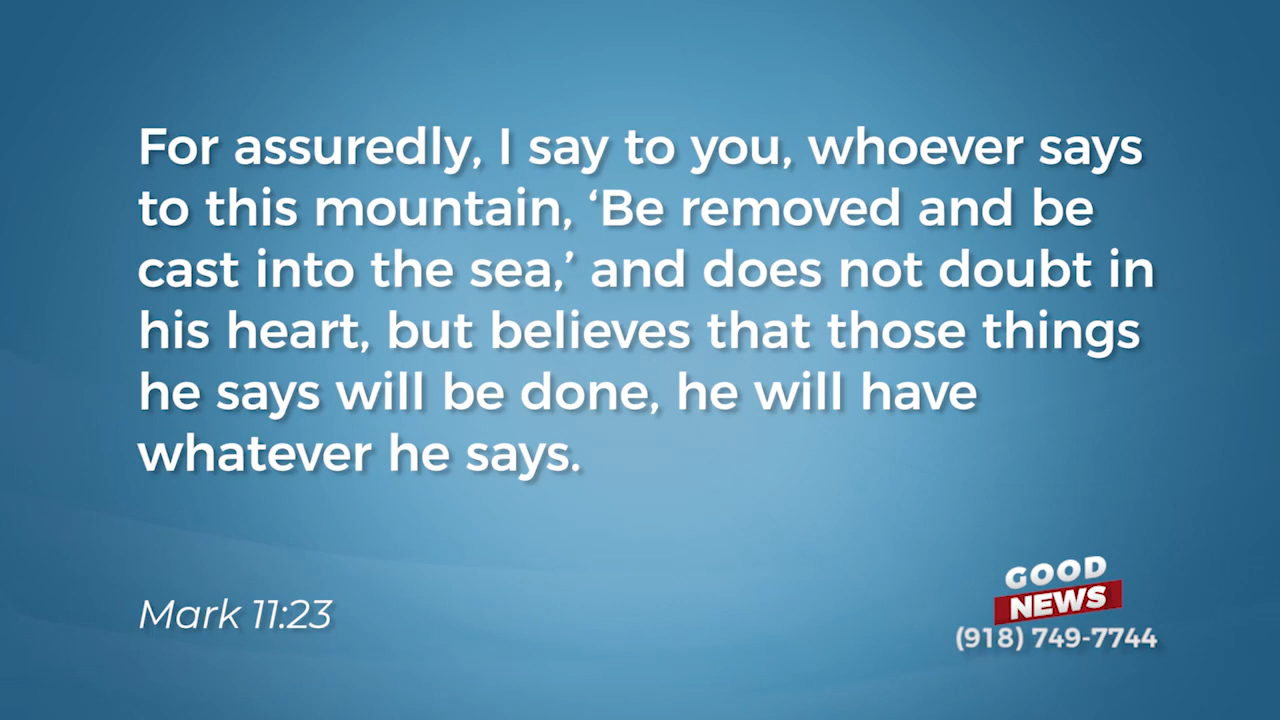 For assuredly, I say to you, whoever says
to this mountain, ‘Be removed and be
cast into the sea,’ and does not doubt in
his heart, but believes that those things
he says will be done, he will have
whatever he says.
Mark 11:23
GOOD
NEWS
(918) 749-7744